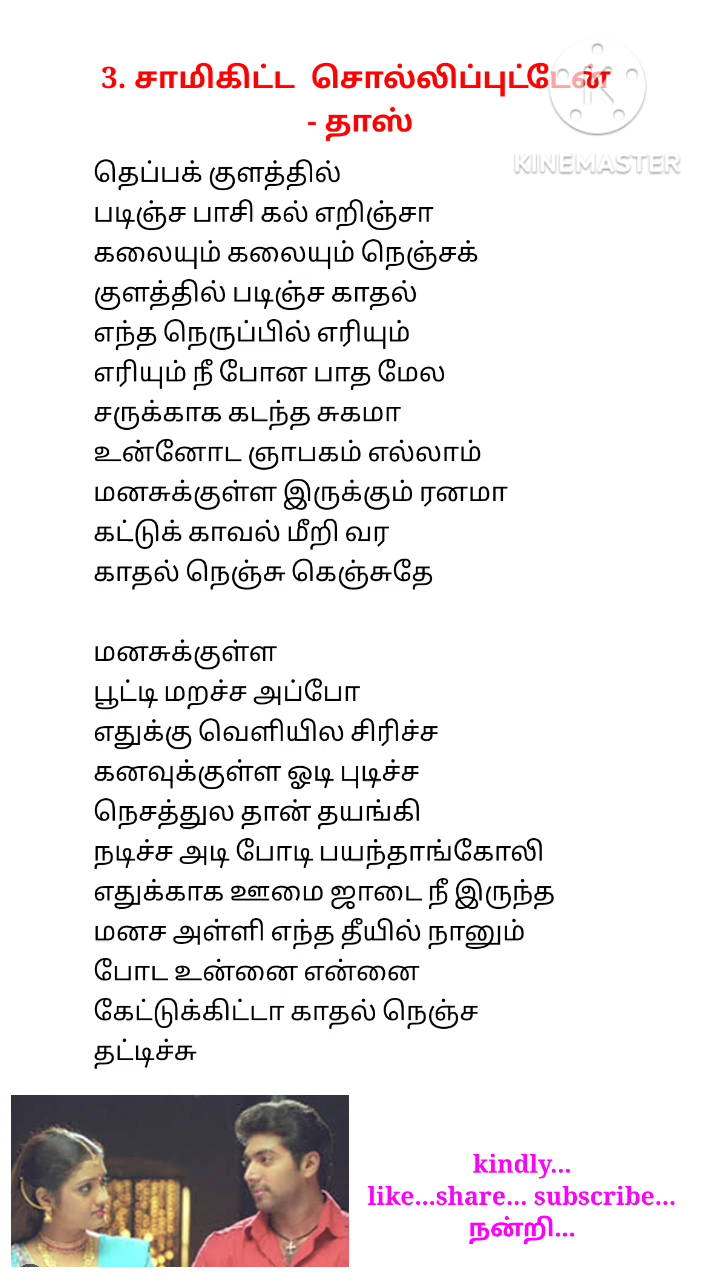 3. சாமிகிட்ட சொல்லிப்புட்டேன்
- தாஸ்
KINEMASTER
தெப்பக் குளத்தில்
படிஞ்ச பாசி கல் எறிஞ்சா
கலையும் கலையும் நெஞ்சக்
குளத்தில் படிஞ்ச காதல்
எந்த நெருப்பில் எரியும்
எரியும் நீ போன பாத மேல
சருக்காக கடந்த சுகமா
உன்னோட ஞாபகம் எல்லாம்
மனசுக்குள்ள இருக்கும் ரனமா
கட்டுக் காவல் மீறி வர
காதல் நெஞ்சு கெஞ்சுதே

மனசுக்குள்ள
பூட்டி மறச்ச அப்போ
எதுக்கு வெளியில சிரிச்ச
கனவுக்குள்ள ஓடி புடிச்ச
நெசத்துல தான் தயங்கி
நடிச்ச அடி போடி பயந்தாங்கோலி
எதுக்காக ஊமை ஜாடை நீ இருந்த
மனச அள்ளி எந்த தீயில் நானும்
போட உன்னை என்னை
கேட்டுக்கிட்டா காதல் நெஞ்ச
தட்டிச்சு
kindly...
like...share... subscribe...
நன்றி...